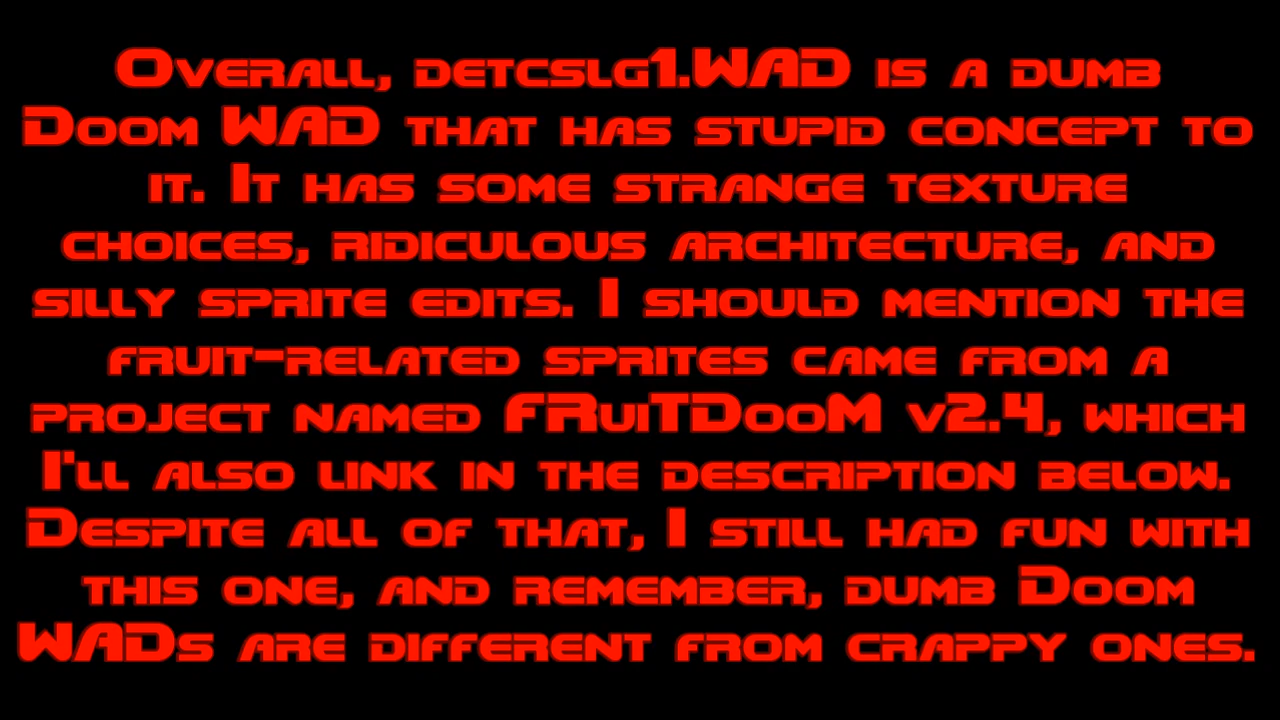 Overall, detcslg1.WAD is a dumb
Doom WAD that has stupid concept to
it. It has some strange texture
choices, ridiculous architecture, and
silly sprite edits. I should mention the
fruit-related sprites came from a
project named FRuiTDooM v2.4, which
I'll also link in the description below.
Despite all of that, I still had fun with
this one, and remember, dumb Doom
WADs are different from crappy ones.